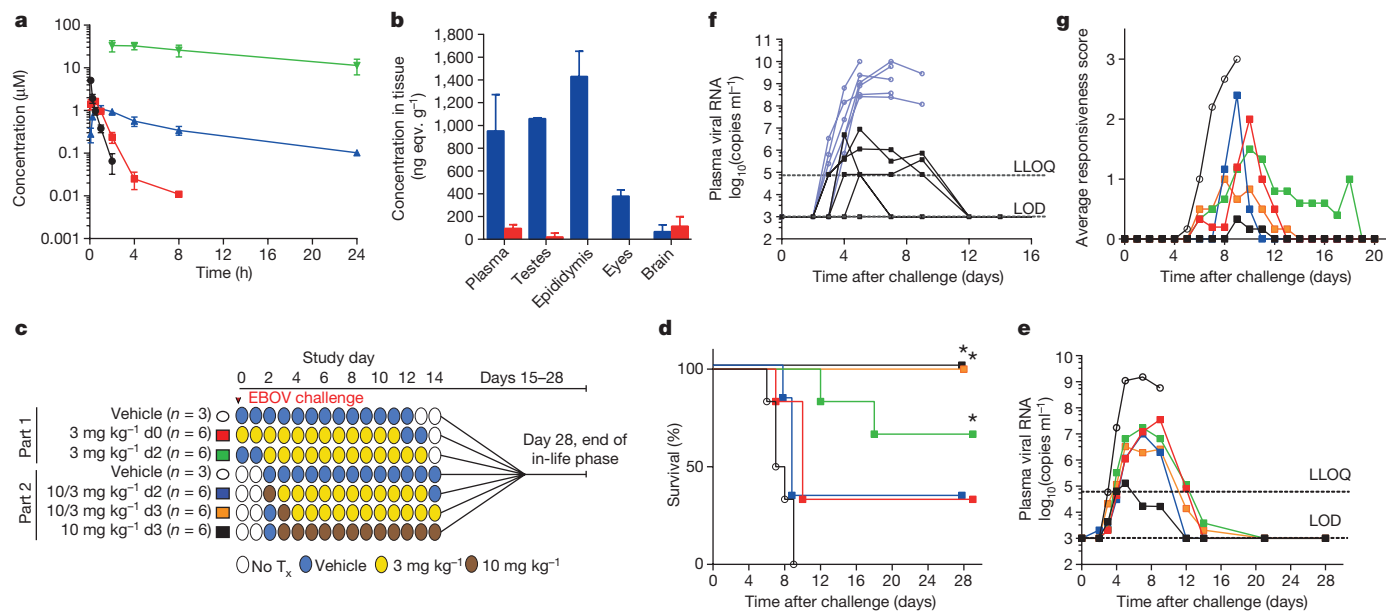 a
100
10
1
0.1
0.01
0.001
Concentration (µM)
0 4 8 12 16 20 24
Time (h)
b
1,800
1,600
1,400
1,200
1,000
800
600
400
200
0
Concentration in tissue
(ng eqv. g⁻¹)
Plasma
Testes
Epididymis
Eyes
Brain
f
11
10
9
8
7
6
5
4
3
2
Plasma viral RNA
log₁₀(copies ml⁻¹)
LLOQ
LOD
0 4 8 12 16
Time after challenge (days)
g
3
2
1
0
Average responsiveness score
0 4 8 12 16 20
Time after challenge (days)
c
Study day
0 2 4 6 8 10 12 14 Days 15–28
EBOV challenge
Part 1
Vehicle (n = 3)
3 mg kg⁻¹ d0 (n = 6)
3 mg kg⁻¹ d2 (n = 6)
Part 2
Vehicle (n = 3)
10/3 mg kg⁻¹ d2 (n = 6)
10/3 mg kg⁻¹ d3 (n = 6)
10 mg kg⁻¹ d3 (n = 6)
Day 28, end of
in-life phase
No Tₓ Vehicle 3 mg kg⁻¹ 10 mg kg⁻¹
d
100
50
0
Survival (%)
* *
*
0 4 8 12 16 20 24 28
Time after challenge (days)
e
10
9
8
7
6
5
4
3
2
Plasma viral RNA
log₁₀(copies ml⁻¹)
LLOQ
LOD
0 4 8 12 16 20 24 28
Time after challenge (days)